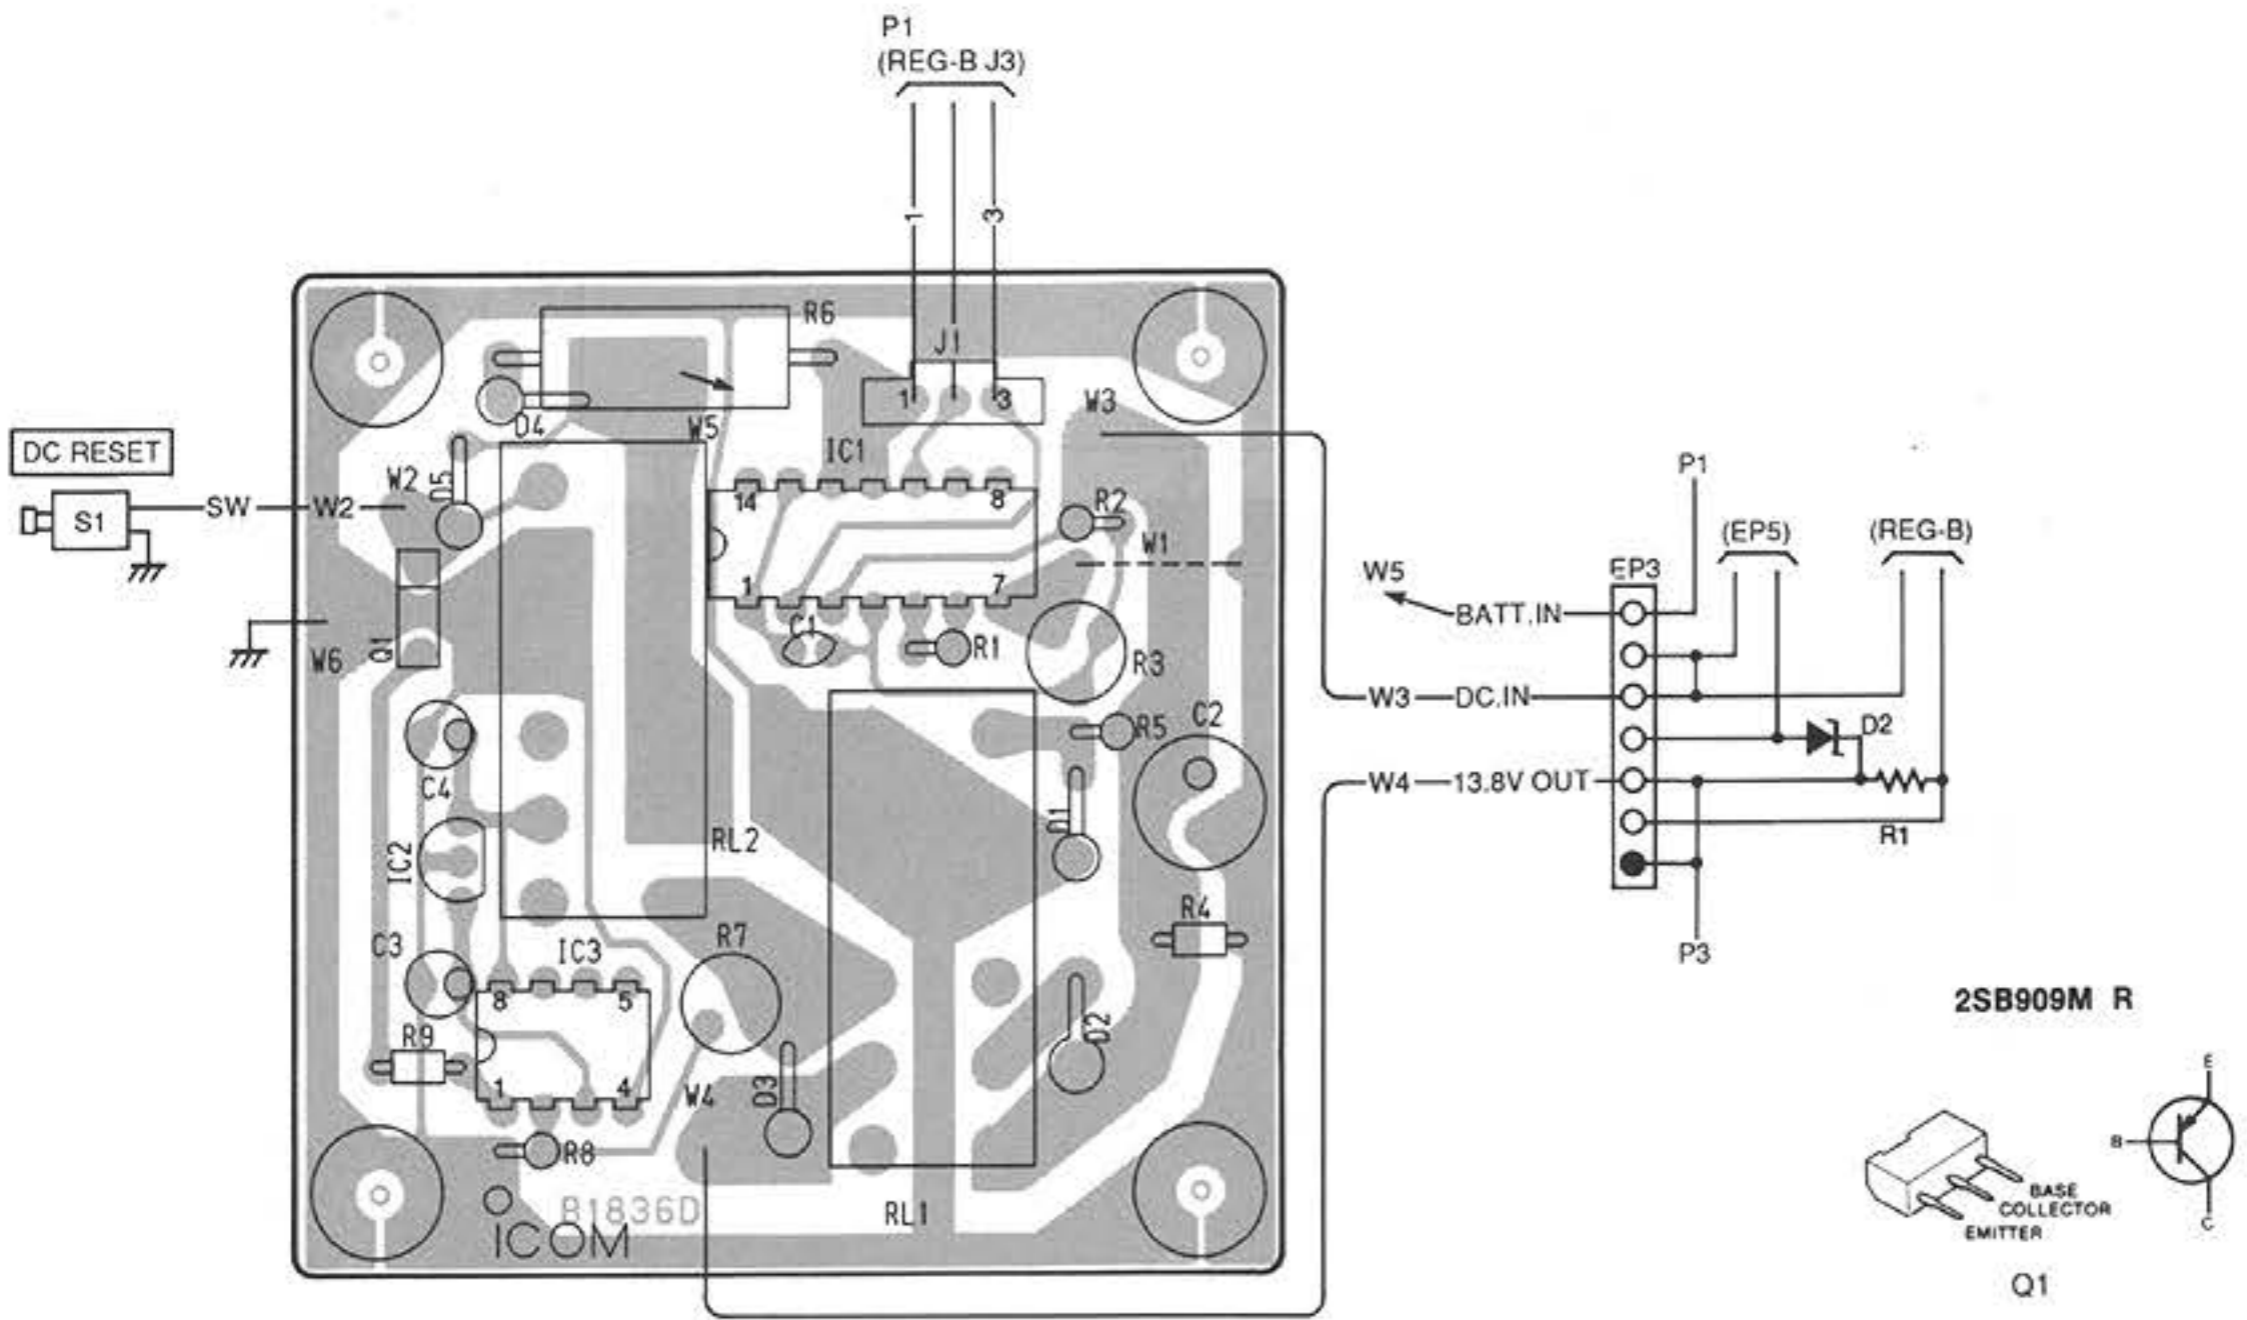 P1
(REG-B J3)
1
3
R6
J1
1
3
W3
D4
W5
IC1
DC RESET
S1
SW
W2
W2
D5
14
8
R2
W1
P1
(EP5)
(REG-B)
W5
EP3
BATT.IN
1
7
C1
R1
R3
W6
Q1
W3
DC.IN
D2
C2
R5
C4
W4
13.8V OUT
R1
RL2
D1
IC2
R4
P3
C3
IC3
R7
8
5
2SB909M R
R9
D2
1
4
W4
D3
E
B
C
R8
BASE
COLLECTOR
EMITTER
B1836D
RL1
ICOM
Q1